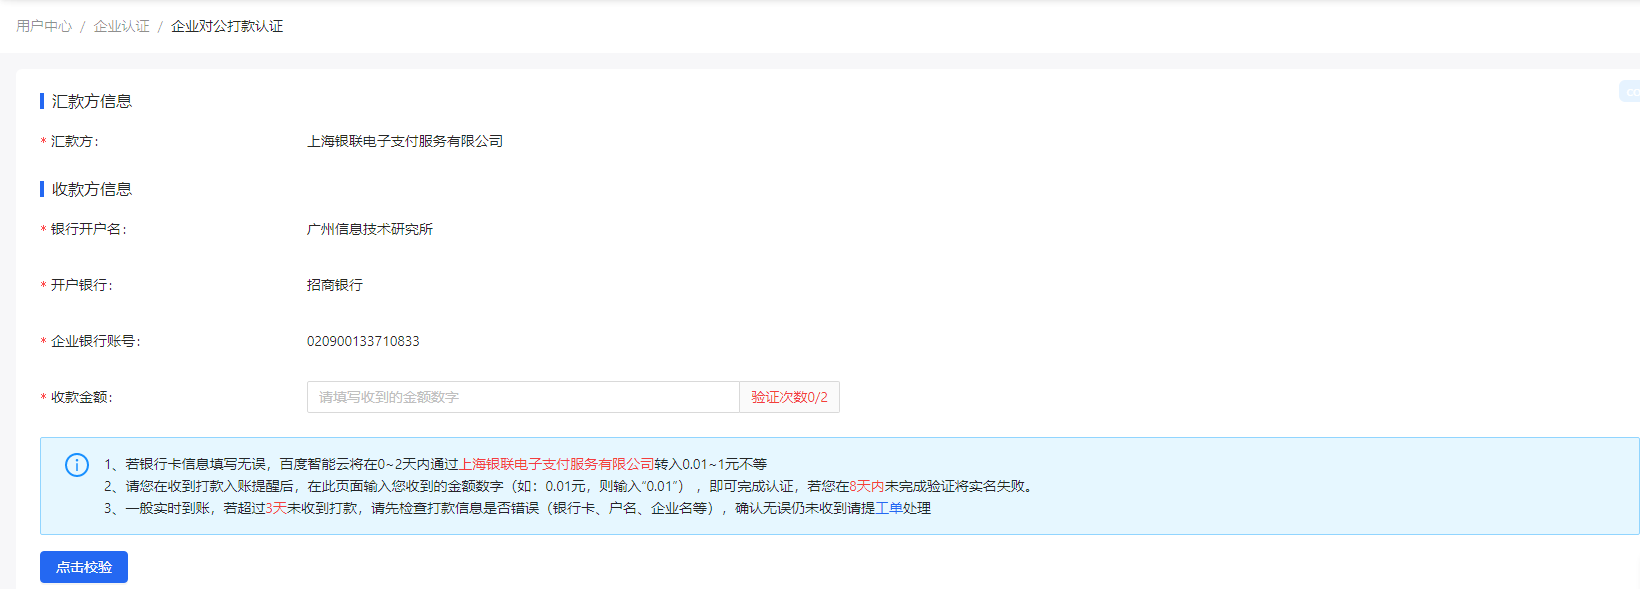 用户中心 / 企业认证 / 企业对公打款认证
汇款方信息
* 汇款方: 上海银联电子支付服务有限公司
收款方信息
* 银行开户名: 广州信息技术研究所
* 开户银行: 招商银行
* 企业银行账号: 020900133710833
* 收款金额: 请填写收到的金额数字 验证次数0/2
1、若银行卡信息填写无误，百度智能云将在0~2天内通过上海银联电子支付服务有限公司转入0.01~1元不等
2、请您在收到打款入账提醒后，在此页面输入您收到的金额数字（如：0.01元，则输入“0.01”），即可完成认证，若您在8天内未完成验证将实名失败。
3、一般实时到账，若超过3天未收到打款，请先检查打款信息是否错误（银行卡、户名、企业名等），确认无误仍未收到请提工单处理
点击校验